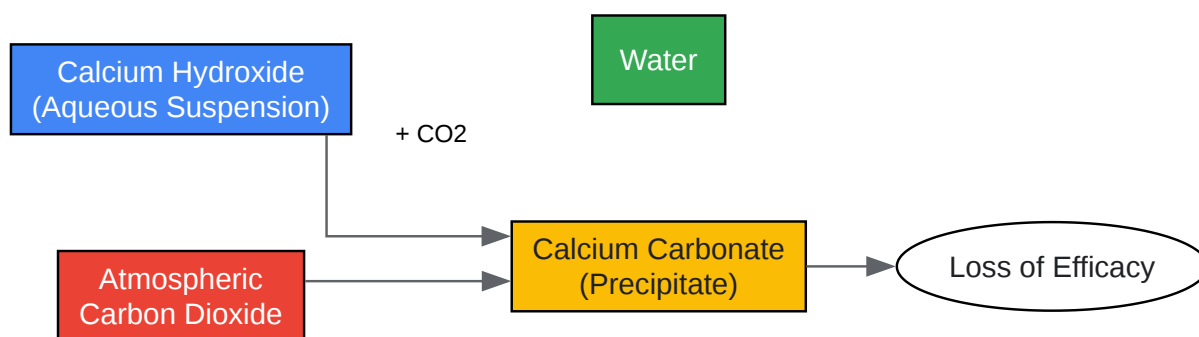 Calcium Hydroxide
(Aqueous Suspension)
Water
+ CO2
Atmospheric
Carbon Dioxide
Calcium Carbonate
(Precipitate)
Loss of Efficacy